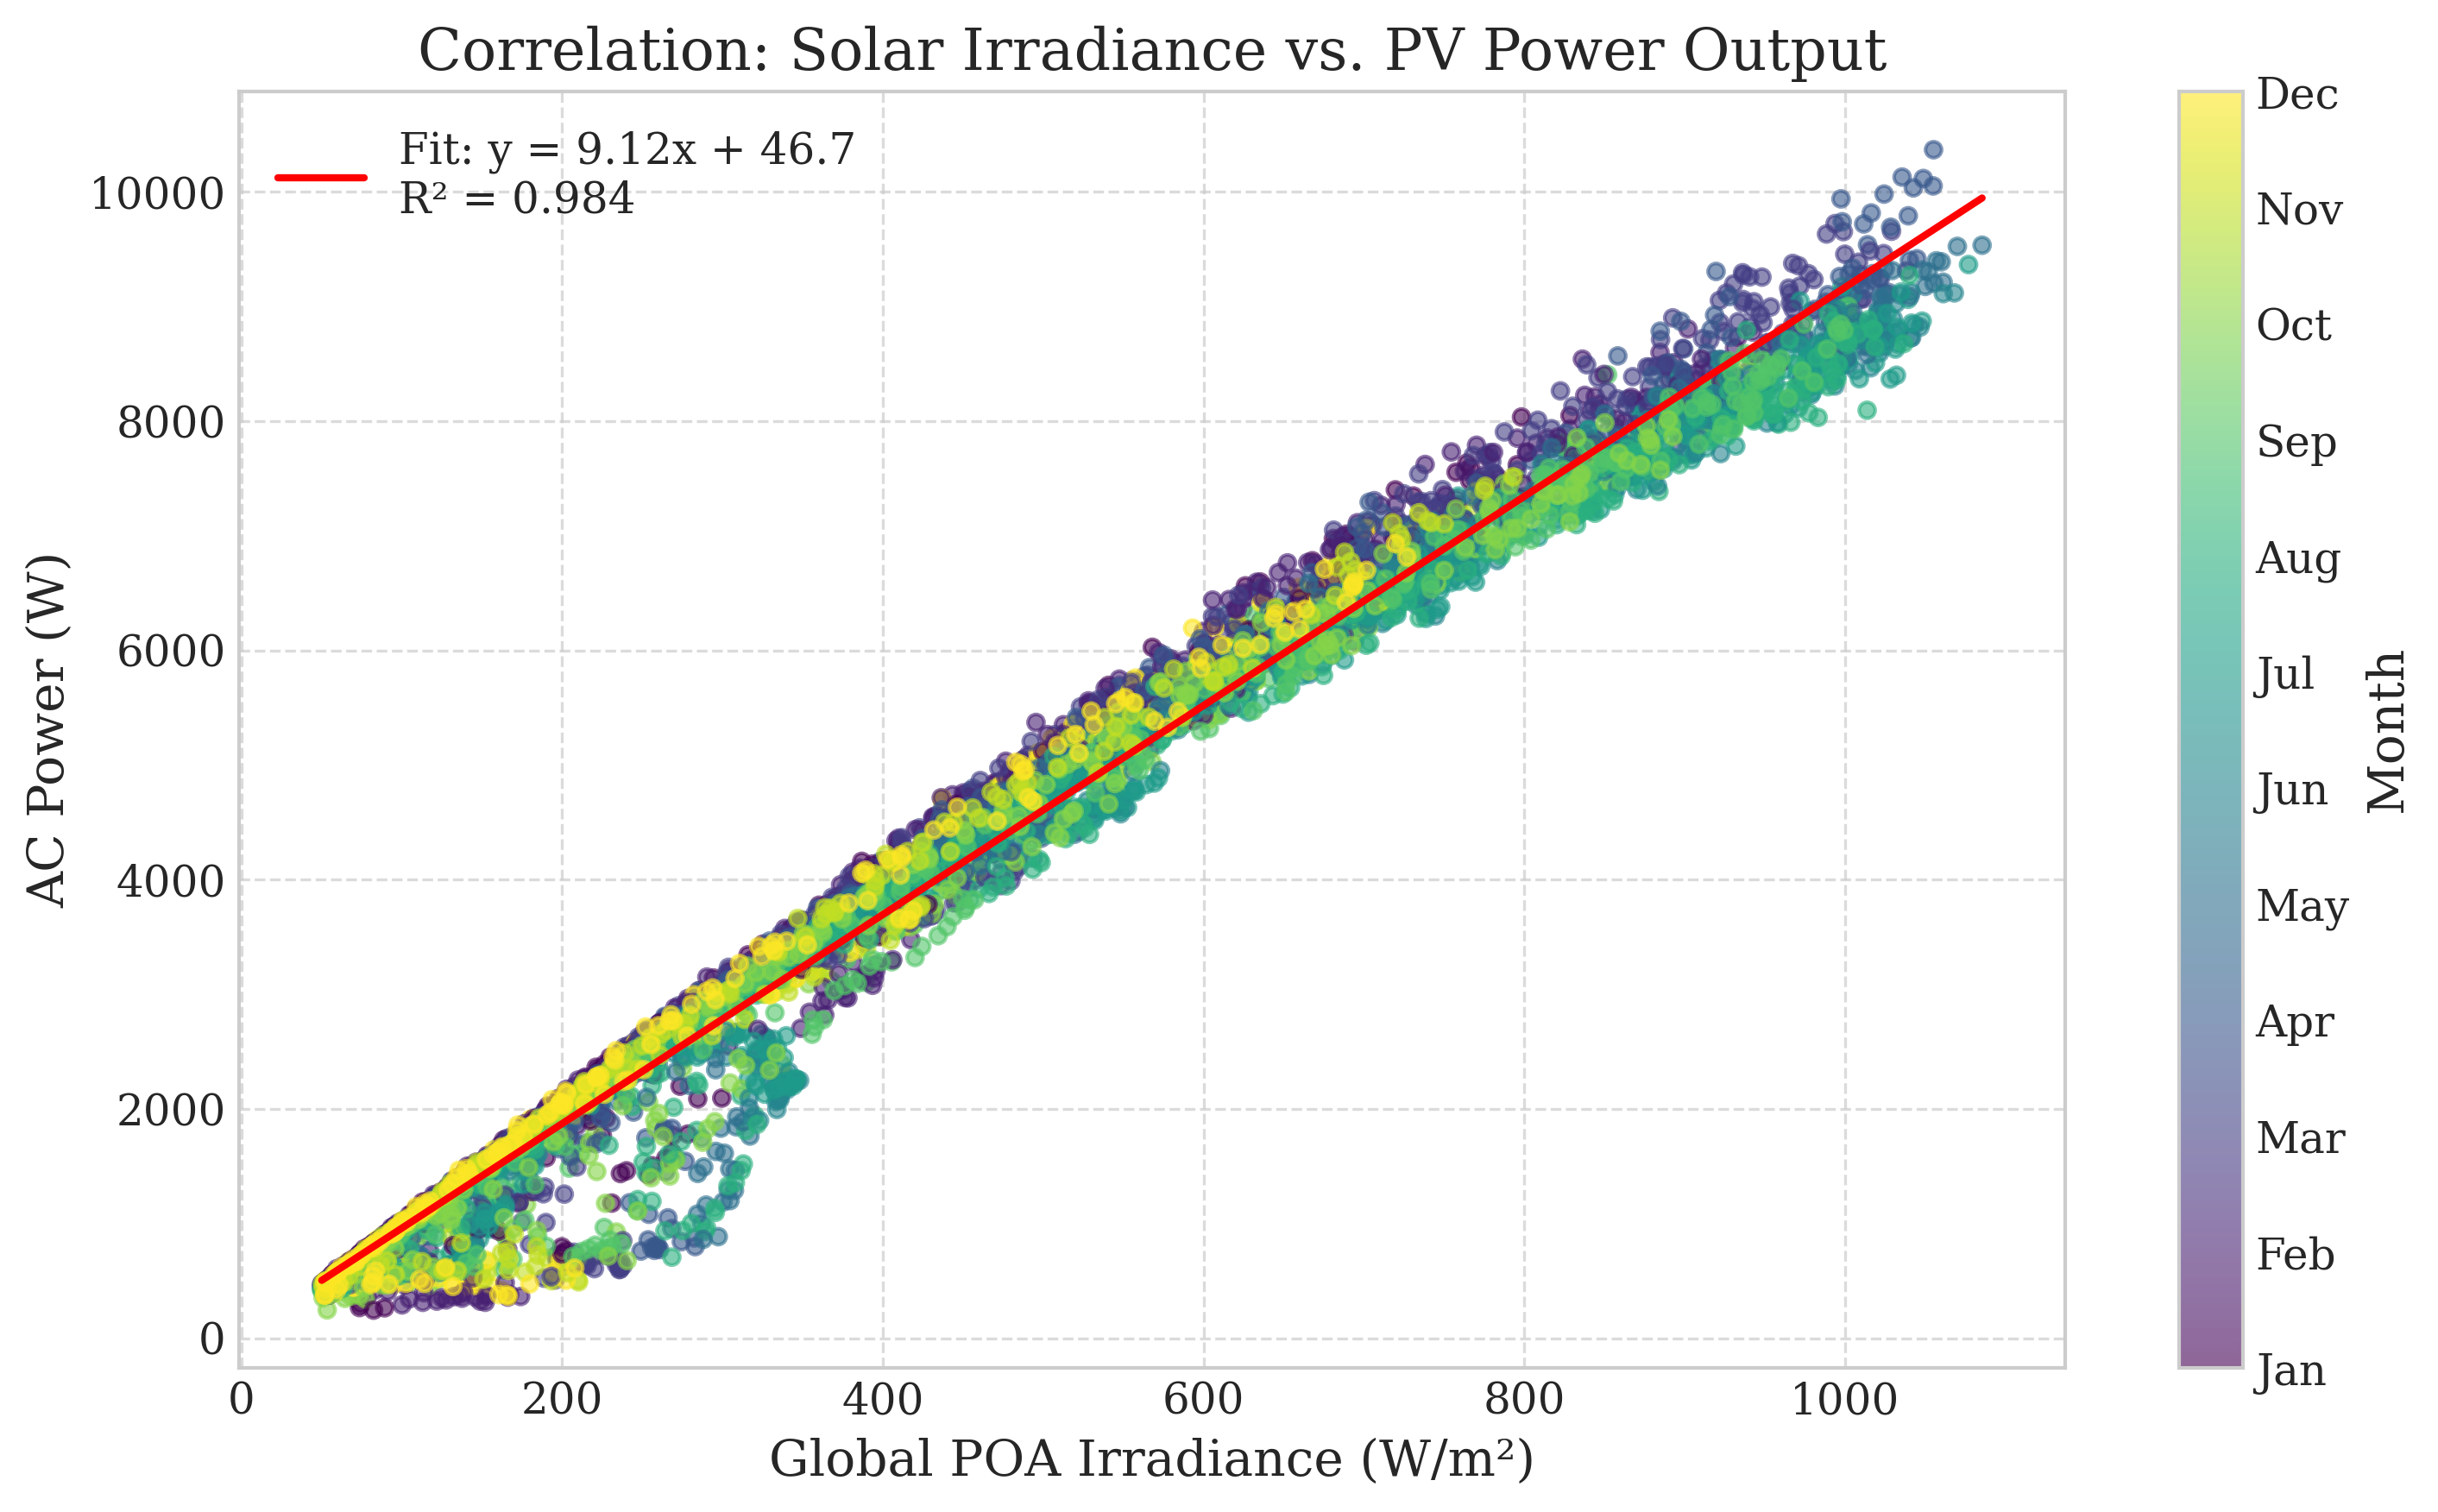 Correlation: Solar Irradiance vs. PV Power Output
Fit: y = 9.12x + 46.7
R² = 0.984
AC Power (W)
10000
8000
6000
4000
2000
0
0 200 400 600 800 1000
Global POA Irradiance (W/m²)
Dec
Nov
Oct
Sep
Aug
Jul
Jun
May
Apr
Mar
Feb
Jan
Month